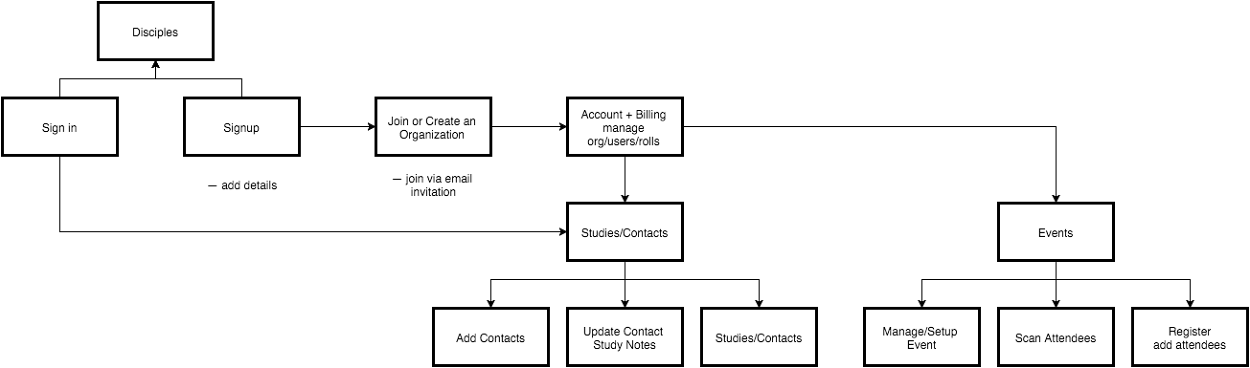 Disciples
Sign in
Signup
Join or Create an
Organization
Account + Billing
manage
org/users/rolls
— add details
— join via email
invitation
Studies/Contacts
Events
Add Contacts
Update Contact
Study Notes
Studies/Contacts
Manage/Setup
Event
Scan Attendees
Register
add attendees